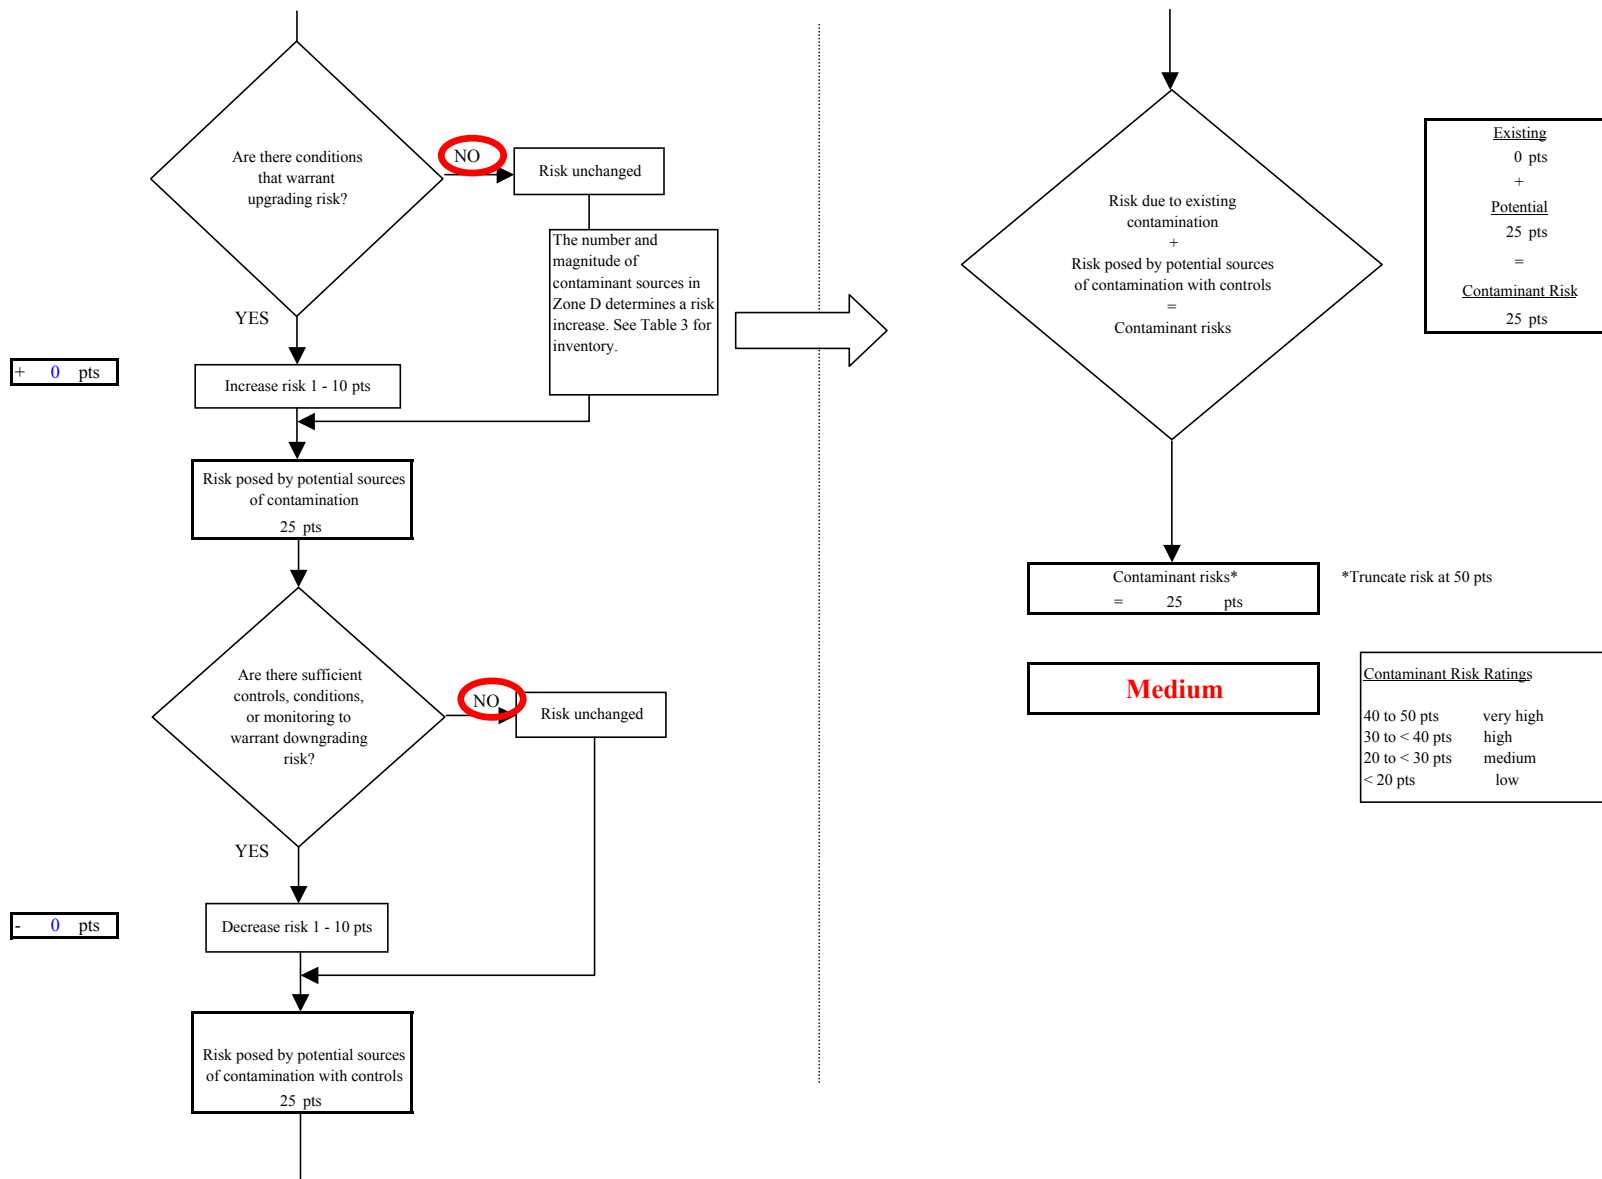 Are there conditions
that warrant
upgrading risk?
NO
Risk unchanged
The number and
magnitude of
contaminant sources in
Zone D determines a risk
increase. See Table 3 for
inventory.
YES
+ 0 pts
Increase risk 1 - 10 pts
Risk posed by potential sources
of contamination
25 pts
Are there sufficient
controls, conditions,
or monitoring to
warrant downgrading
risk?
NO
Risk unchanged
YES
- 0 pts
Decrease risk 1 - 10 pts
Risk posed by potential sources
of contamination with controls
25 pts
Risk due to existing
contamination
+
Risk posed by potential sources
of contamination with controls
=
Contaminant risks
Existing
0 pts
+
Potential
25 pts
=
Contaminant Risk
25 pts
Contaminant risks*
= 25 pts
*Truncate risk at 50 pts
Medium
Contaminant Risk Ratings
40 to 50 pts very high
30 to < 40 pts high
20 to < 30 pts medium
< 20 pts low